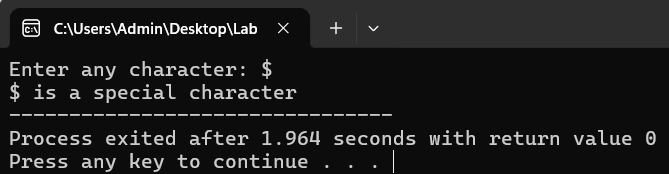 C:\Users\Admin\Desktop\Lab
Enter any character: $
$ is a special character
--------------------------------
Process exited after 1.964 seconds with return value 0
Press any key to continue . . .